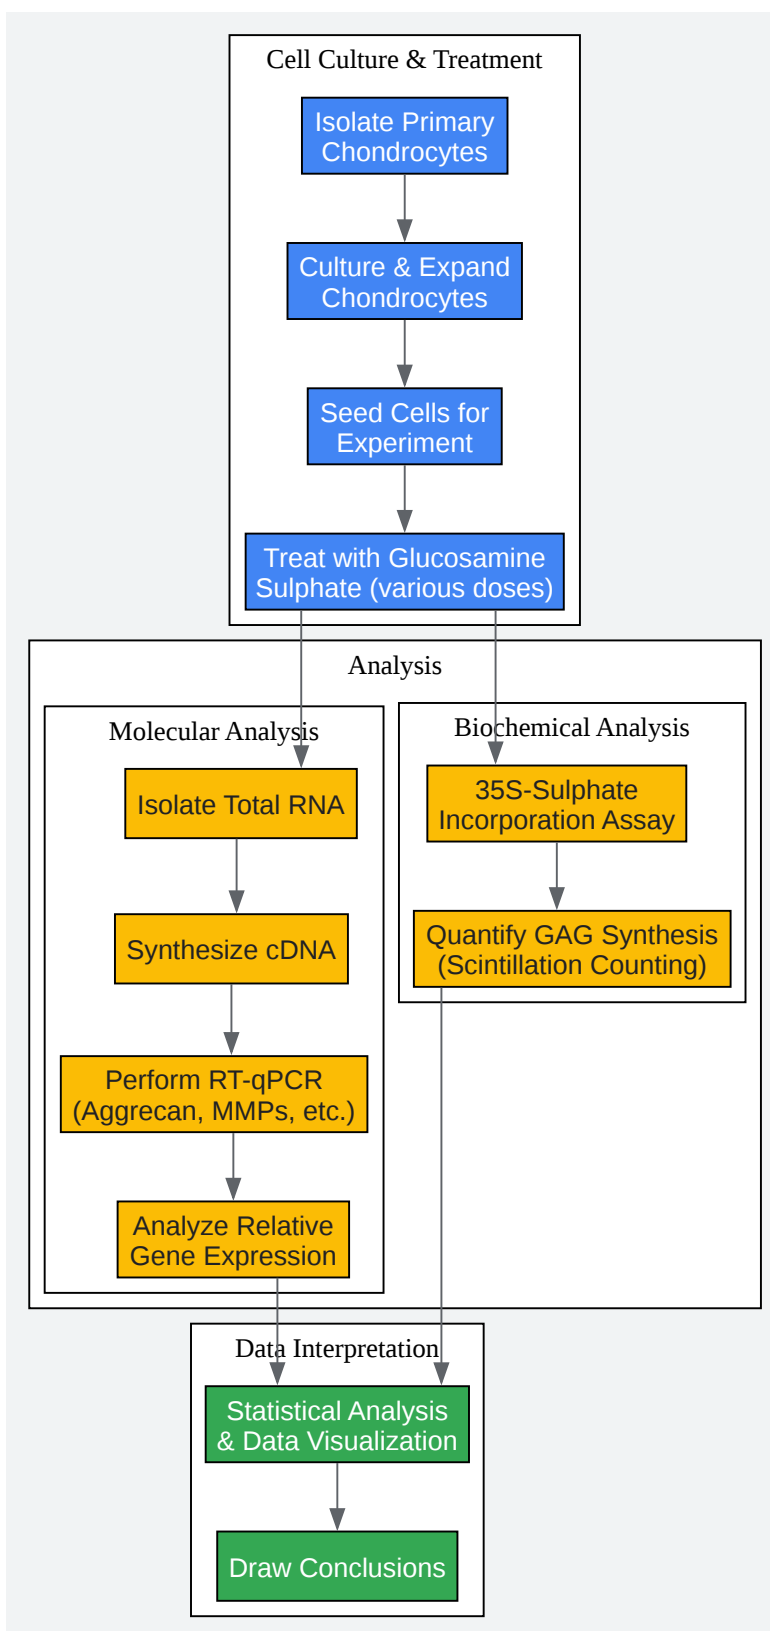 Cell Culture & Treatment
Isolate Primary
Chondrocytes
Culture & Expand
Chondrocytes
Seed Cells for
Experiment
Treat with Glucosamine
Sulphate (various doses)
Analysis
Molecular Analysis
Isolate Total RNA
Synthesize cDNA
Perform RT-qPCR
(Aggrecan, MMPs, etc.)
Analyze Relative
Gene Expression
Biochemical Analysis
35S-Sulphate
Incorporation Assay
Quantify GAG Synthesis
(Scintillation Counting)
Data Interpretation
Statistical Analysis
& Data Visualization
Draw Conclusions